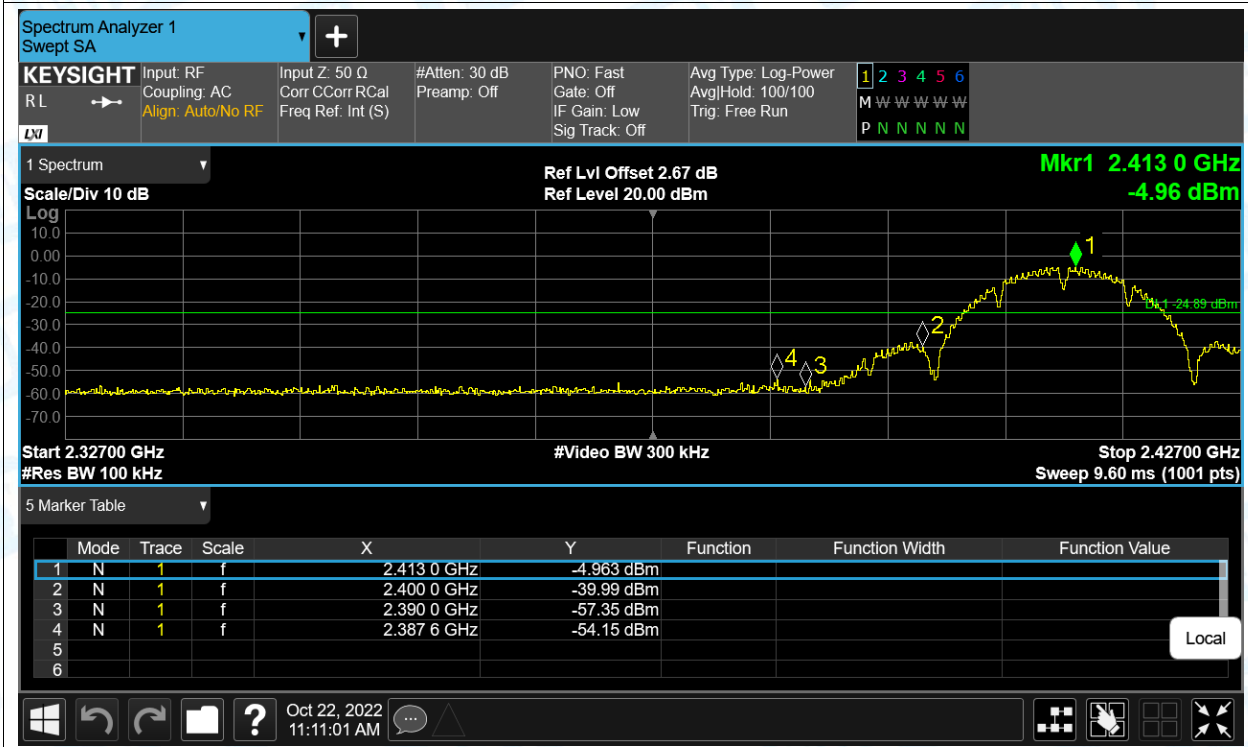 Spectrum Analyzer 1
Swept SA
KEYSIGHT Input: RF Input Z: 50 Ω #Atten: 30 dB PNO: Fast Avg Type: Log-Power 1 2 3 4 5 6
RL Coupling: AC Corr CCorr RCal Preamp: Off Gate: Off Avg|Hold: 100/100 M W W W W W W
Align: Auto/No RF Freq Ref: Int (S) IF Gain: Low Trig: Free Run
LXI Sig Track: Off P N N N N N N
1 Spectrum Ref Lvl Offset 2.67 dB Mkr1 2.413 0 GHz
Scale/Div 10 dB Ref Level 20.00 dBm -4.96 dBm
Log
10.0
0.00 1
-10.0
-20.0 DL1 -24.89 dBm
-30.0 2
-40.0 4 3
-50.0
-60.0
-70.0
Start 2.32700 GHz #Video BW 300 kHz Stop 2.42700 GHz
#Res BW 100 kHz Sweep 9.60 ms (1001 pts)
5 Marker Table
Mode Trace Scale X Y Function Function Width Function Value
1 N 1 f 2.413 0 GHz -4.963 dBm
2 N 1 f 2.400 0 GHz -39.99 dBm
3 N 1 f 2.390 0 GHz -57.35 dBm
4 N 1 f 2.387 6 GHz -54.15 dBm
5
6
Local
? Oct 22, 2022
11:11:01 AM